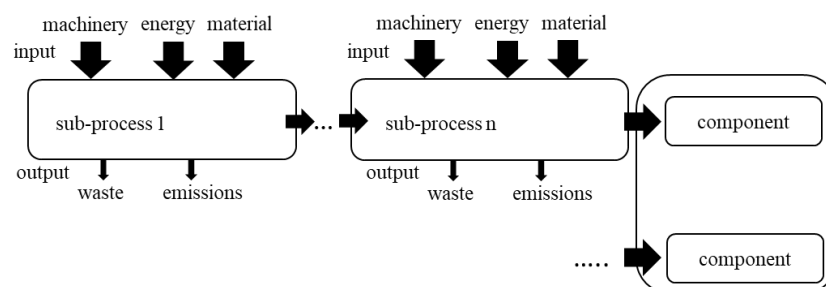 machinery energy material machinery energy material
input input
sub-process 1 ... sub-process n component
output output
waste emissions waste emissions
..... component